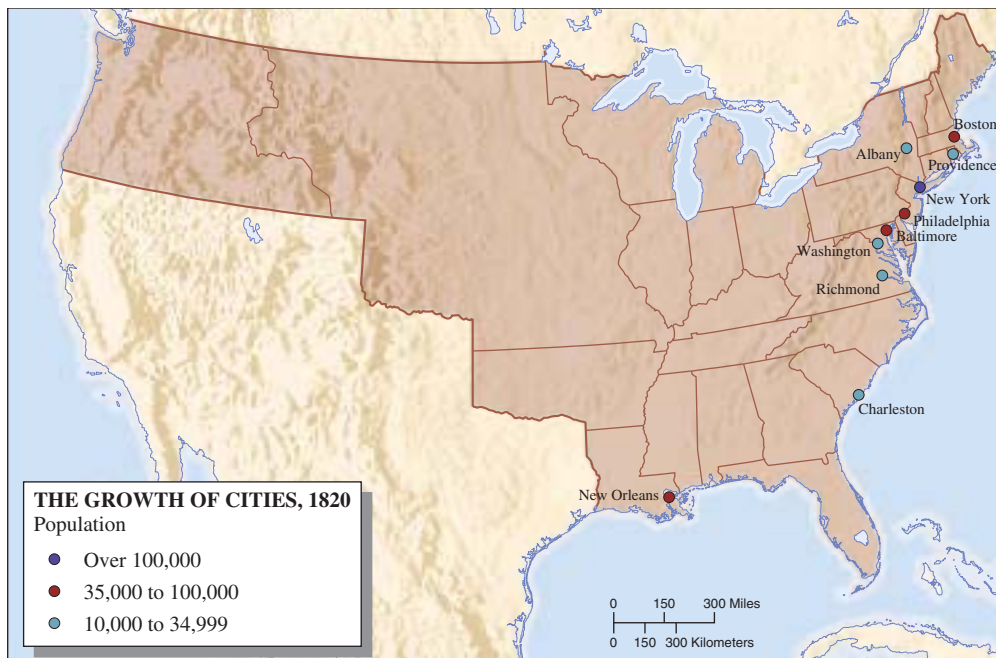 Boston
Albany
Providence
New York
Philadelphia
Baltimore
Washington
Richmond
Charleston
New Orleans
THE GROWTH OF CITIES, 1820
Population
Over 100,000
35,000 to 100,000
10,000 to 34,999
0 150 300 Miles
0 150 300 Kilometers